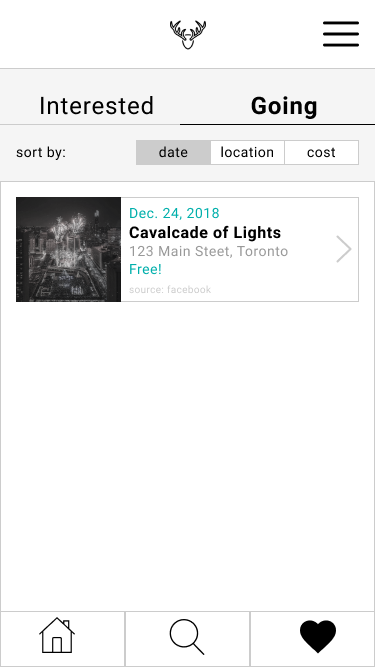 Interested Going
sort by: date location cost
Dec. 24, 2018
Cavalcade of Lights
123 Main Steet, Toronto
Free!
source: facebook